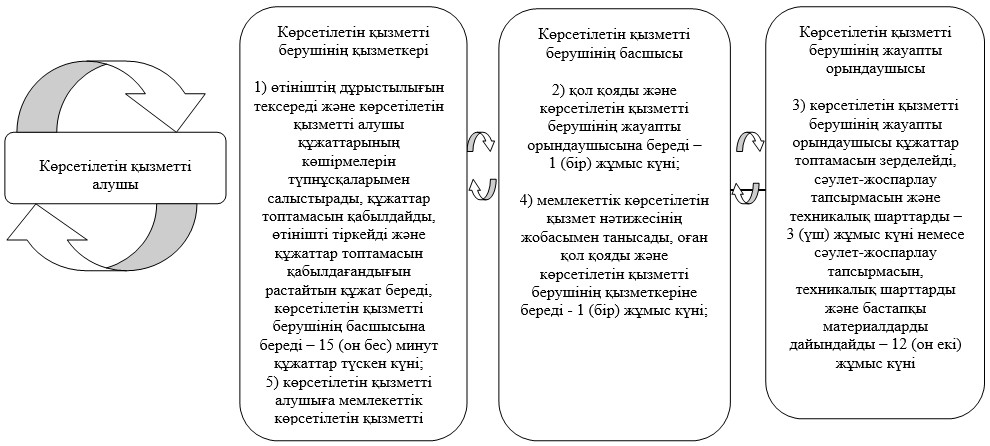 Көрсетілетін қызметті
алушы
Көрсетілетін қызметті
берушінің қызметкері
1) өтініштің дұрыстылығын
тексереді және көрсетілетін
қызметті алушы
құжаттарының
көшірмелерін
түпнұсқаларымен
салыстырады, құжаттар
топтамасын қабылдайды,
өтінішті тіркейді және
құжаттар топтамасын
қабылдағандығын
растайтын құжат береді,
көрсетілетін қызметті
берушінің басшысына
береді – 15 (он бес) минут
құжаттар түскен күні;
5) көрсетілетін қызметті
алушыға мемлекеттік
көрсетілетін қызметті
Көрсетілетін қызметті
берушінің басшысы
2) қол қояды және
көрсетілетін қызметті
берушінің жауапты
орындаушысына береді –
1 (бір) жұмыс күні;
4) мемлекеттік көрсетілетін
қызмет нәтижесінің
жобасымен танысады, оған
қол қояды және
көрсетілетін қызметті
берушінің қызметкеріне
береді - 1 (бір) жұмыс күні;
Көрсетілетін қызметті
берушінің жауапты
орындаушысы
3) көрсетілетін қызметті
берушінің жауапты
орындаушысы құжаттар
топтамасын зерделейді,
сәулет-жоспарлау
тапсырмасын және
техникалық шарттарды –
3 (үш) жұмыс күні немесе
сәулет-жоспарлау
тапсырмасын,
техникалық шарттарды
және бастапқы
материалдарды
дайындайды – 12 (он екі)
жұмыс күні